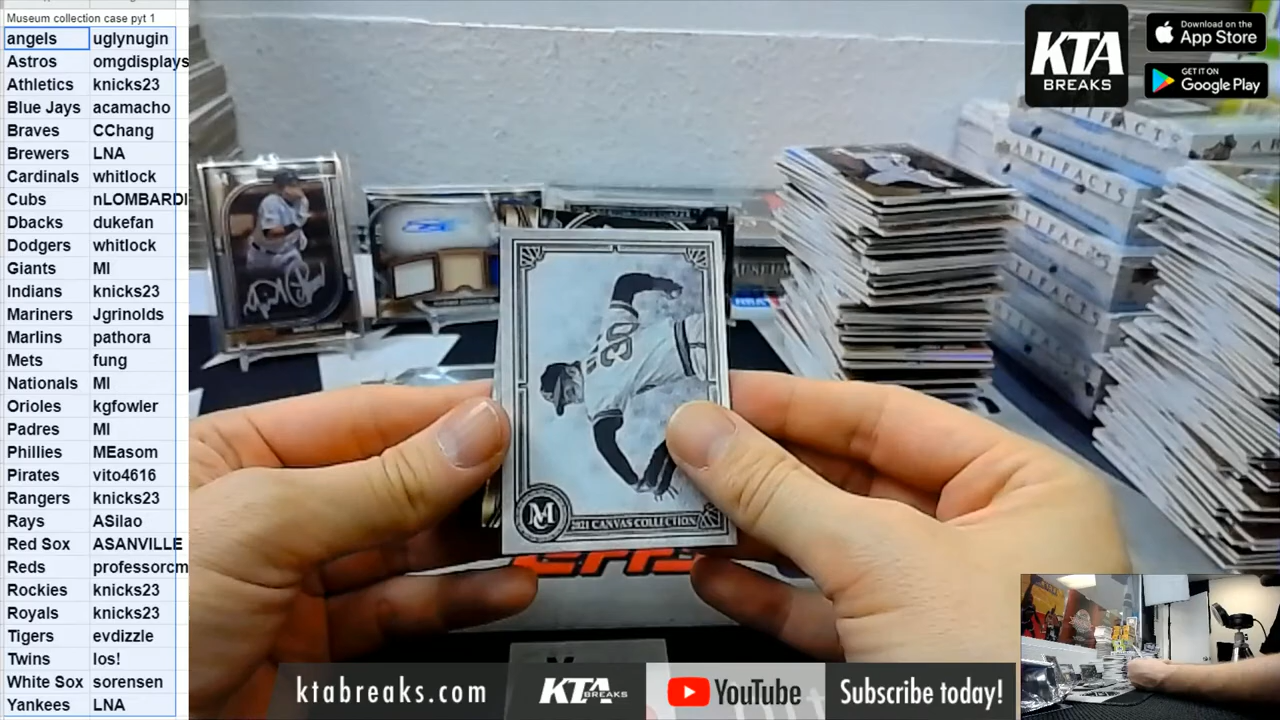 Museum collection case pyt 1
angels uglynugin
Astros omgdisplays
Athletics knicks23
Blue Jays acamacho
Braves CChang
Brewers LNA
Cardinals whitlock
Cubs nLOMBARDI
Dbacks dukefan
Dodgers whitlock
Giants MI
Indians knicks23
Mariners Jgrinolds
Marlins pathora
Mets fung
Nationals MI
Orioles kgfowler
Padres MI
Phillies MEasom
Pirates vito4616
Rangers knicks23
Rays ASilao
Red Sox ASANVILLE
Reds professorcm
Rockies knicks23
Royals knicks23
Tigers evdizzle
Twins los!
White Sox sorensen
Yankees LNA
KTA
BREAKS
Download on the
App Store
GET IT ON
Google Play
ARTIFACTS
ARTIFACTS
ARTIFACTS
30
M
2021 CANVAS COLLECTION
ktabreaks.com
KTA BREAKS
YouTube
Subscribe today!